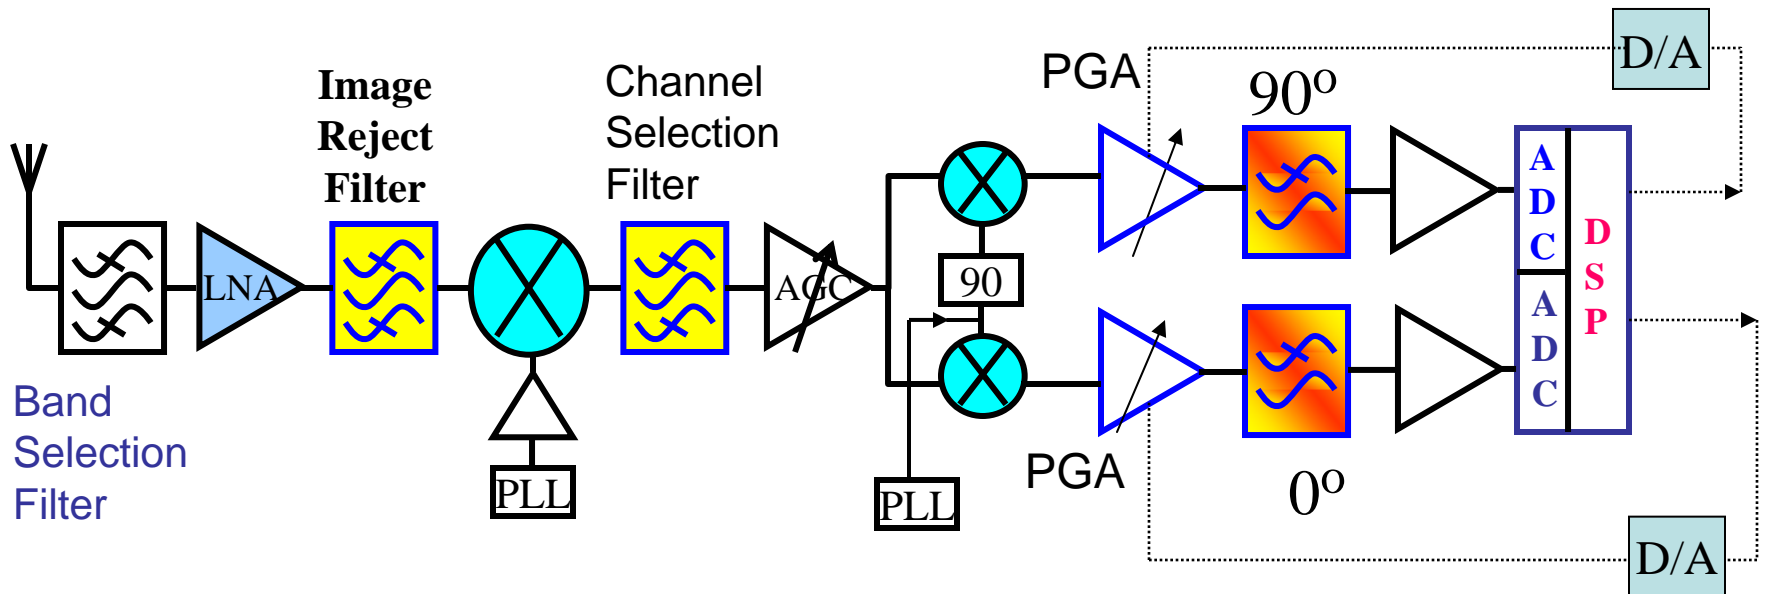 Image
Reject
Filter
Channel
Selection
Filter
PGA
90º
D/A
LNA
AGC
90
A
D
C
A
D
C
D
S
P
Band
Selection
Filter
PLL
PLL
PGA
0º
D/A